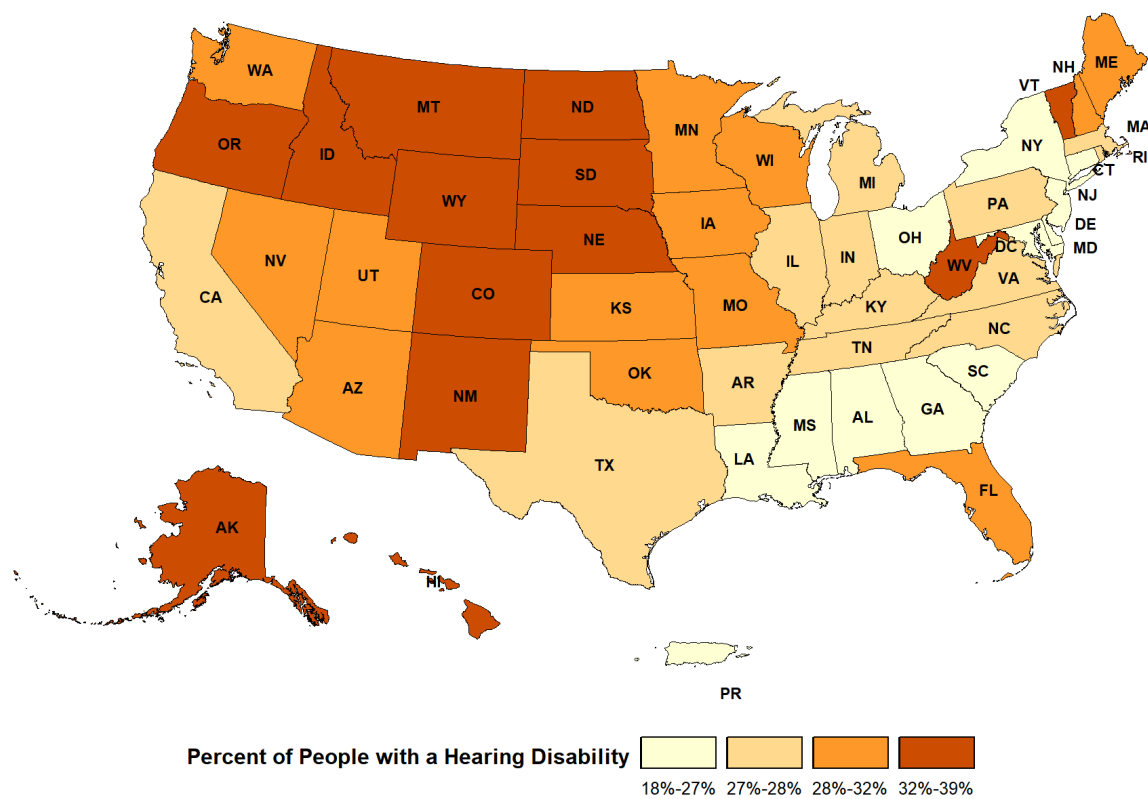 WA
MT
ND
MN
OR
ID
WY
SD
WI
MI
NY
VT
NH
ME
MA
RI
CT
NJ
PA
DE
MD
DC
NV
UT
CO
NE
IA
IL
IN
OH
WV
VA
CA
KS
MO
KY
NC
TN
AZ
NM
OK
AR
SC
MS
AL
GA
TX
LA
FL
AK
HI
PR
Percent of People with a Hearing Disability
18%-27% 27%-28% 28%-32% 32%-39%